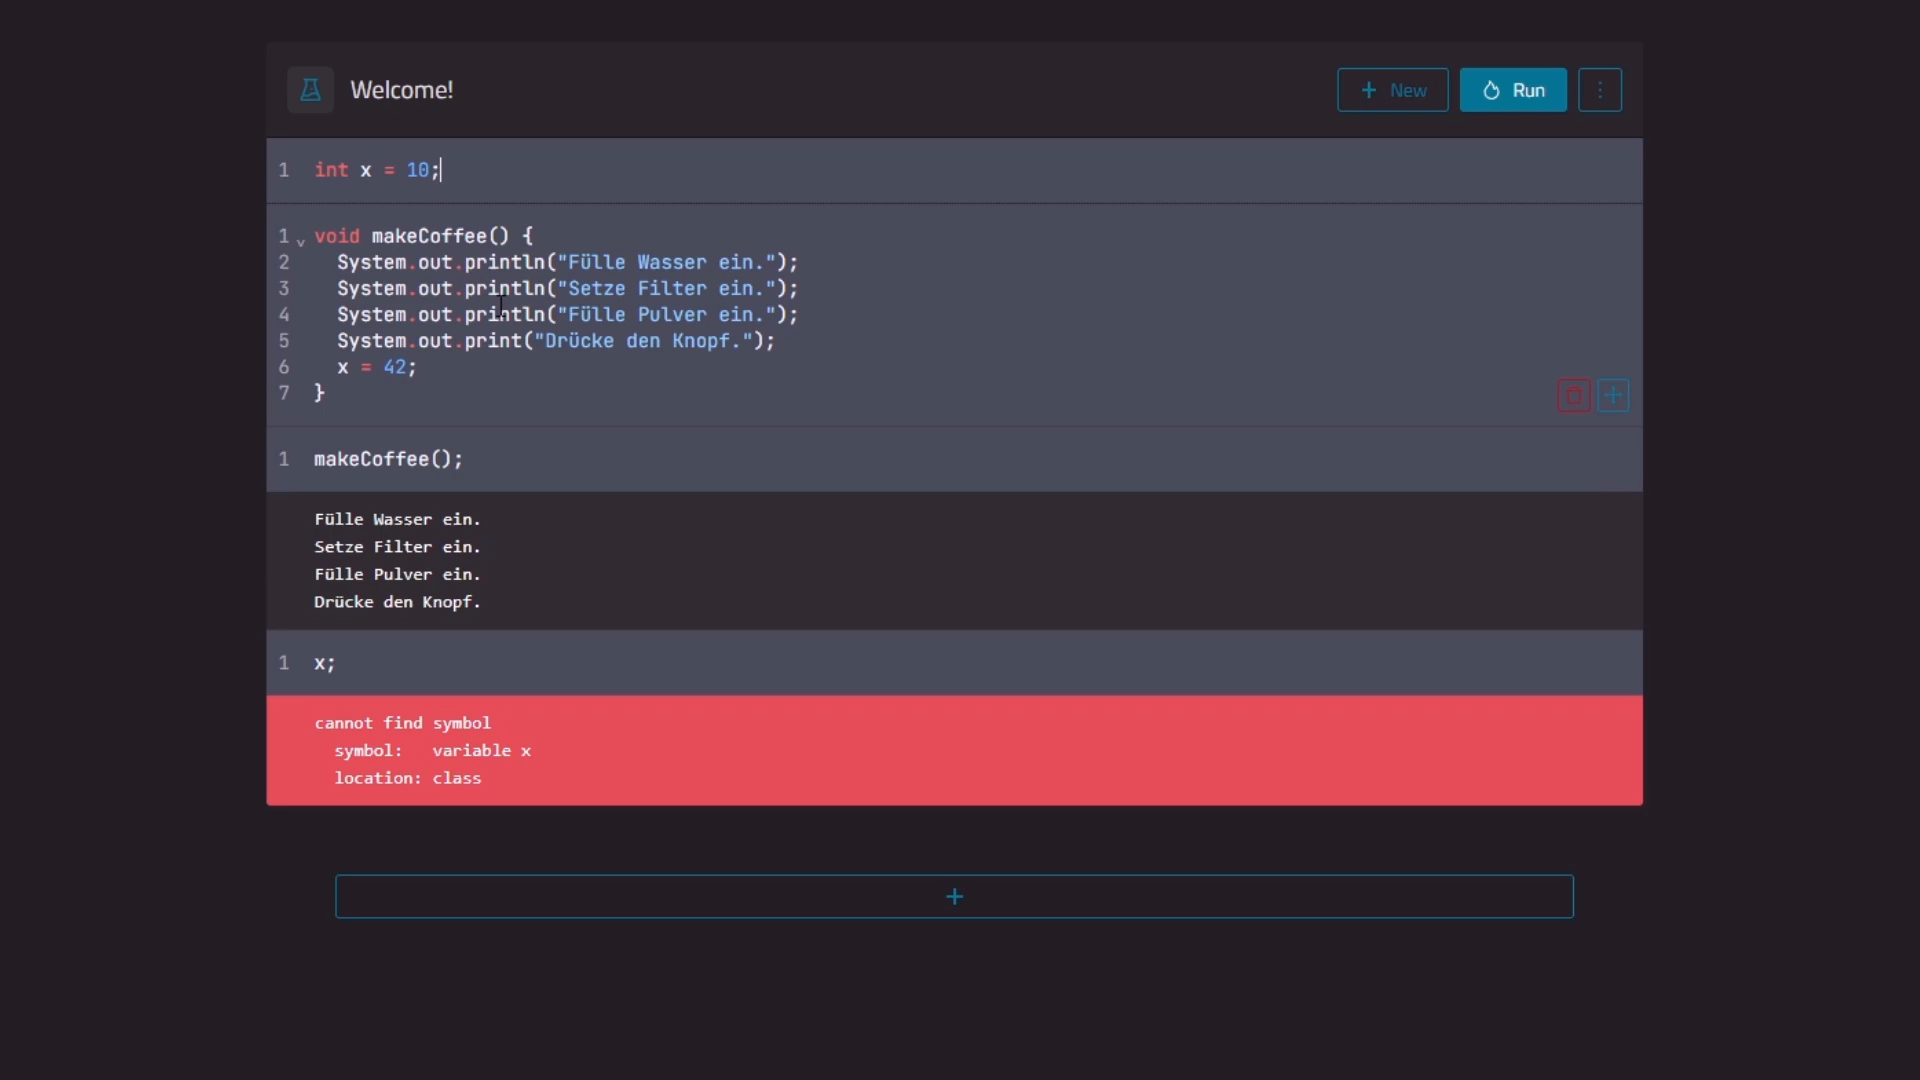 Welcome!
+ New
Run
1 int x = 10;
1 void makeCoffee() {
2 System.out.println("Fülle Wasser ein.");
3 System.out.println("Setze Filter ein.");
4 System.out.println("Fülle Pulver ein.");
5 System.out.print("Drücke den Knopf.");
6 x = 42;
7 }
1 makeCoffee();
Fülle Wasser ein.
Setze Filter ein.
Fülle Pulver ein.
Drücke den Knopf.
1 x;
cannot find symbol
symbol: variable x
location: class
+